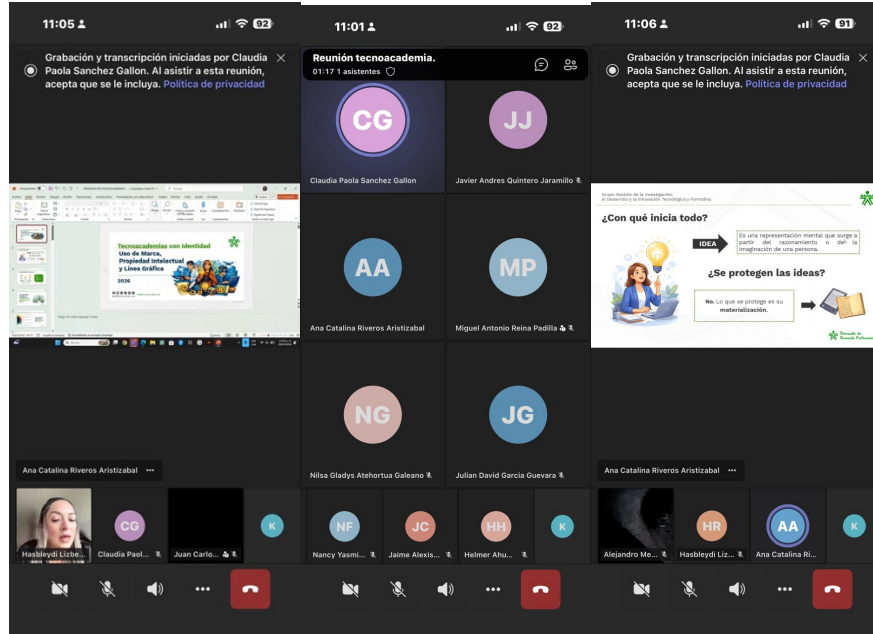 11:05
92
Grabación y transcripción iniciadas por Claudia
Paola Sanchez Gallon. Al asistir a esta reunión,
acepta que se le incluya. Política de privacidad
Tecnoacademias con Identidad
Uso de Marca,
Propiedad Intelectual
y Línea Gráfica
2026
Ana Catalina Riveros Aristizabal
Hasbleydi Lizbe...
CG
Claudia Paol...
Juan Carlo...
K
11:01
92
Reunión tecnoacademia.
01:17 1 asistentes
CG
Claudia Paola Sanchez Gallon
JJ
Javier Andres Quintero Jaramillo
AA
Ana Catalina Riveros Aristizabal
MP
Miguel Antonio Reina Padilla
NG
Nilsa Gladys Atehortua Galeano
JG
Julian David Garcia Guevara
NF
Nancy Yasmi...
JC
Jaime Alexis...
HH
Helmer Ahu...
K
11:06
91
Grabación y transcripción iniciadas por Claudia
Paola Sanchez Gallon. Al asistir a esta reunión,
acepta que se le incluya. Política de privacidad
Grupo Gestión de la Investigación,
el Desarrollo y la Innovación Tecnológica y Formativa
¿Con qué inicia todo?
IDEA
Es una representación mental que surge a
partir del razonamiento o de la
imaginación de una persona.
¿Se protegen las ideas?
No. Lo que se protege es su
materialización.
Dirección de
Formación Profesional
Ana Catalina Riveros Aristizabal
Alejandro Me...
HR
Hasbleydi Liz...
AA
Ana Catalina Ri...
K